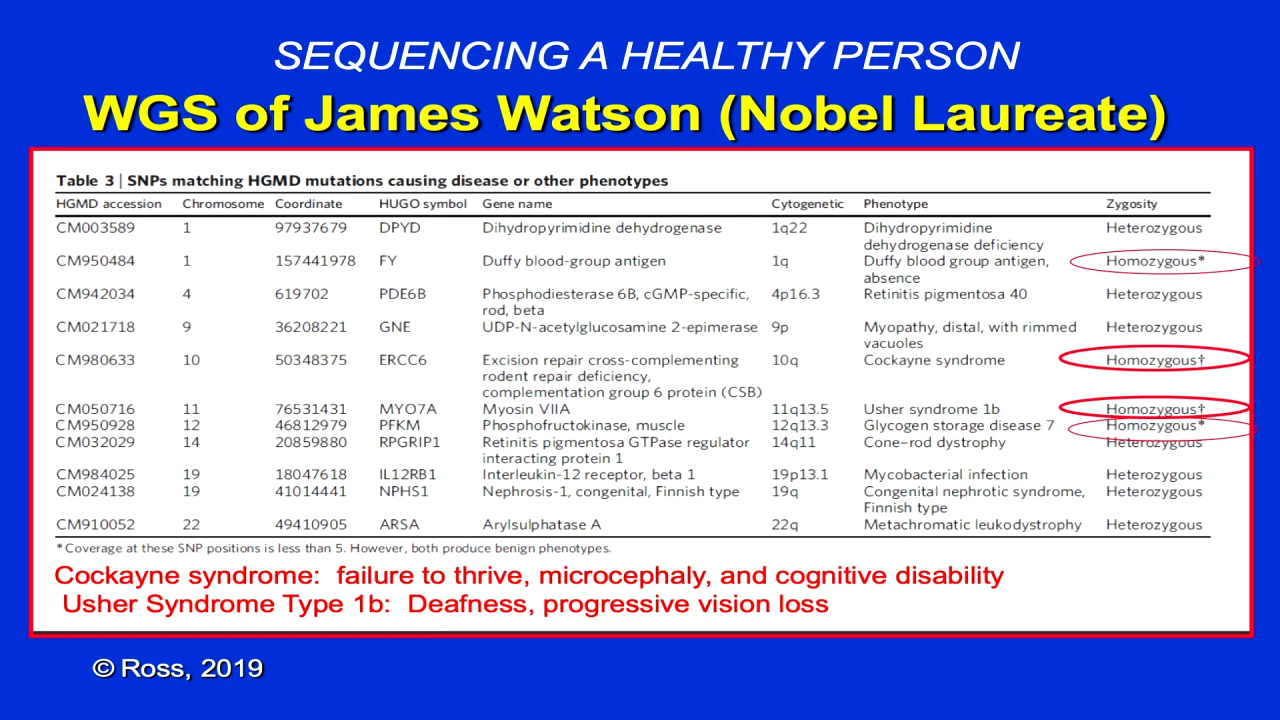 SEQUENCING A HEALTHY PERSON
WGS of James Watson (Nobel Laureate)
Table 3 | SNPs matching HGMD mutations causing disease or other phenotypes
HGMD accession Chromosome Coordinate HUGO symbol Gene name Cytogenetic Phenotype Zygosity
CM003589 1 97937679 DPYD Dihydropyrimidine dehydrogenase 1q22 Dihydropyrimidine Heterozygous
dehydrogenase deficiency
CM950484 1 157441978 FY Duffy blood-group antigen 1q Duffy blood group antigen, Homozygous*
absence
CM942034 4 619702 PDE6B Phosphodiesterase 6B, cGMP-specific, 4p16.3 Retinitis pigmentosa 40 Heterozygous
rod, beta
CM021718 9 36208221 GNE UDP-N-acetylglucosamine 2-epimerase 9p Myopathy, distal, with rimmed Heterozygous
vacuoles
CM980633 10 50348375 ERCC6 Excision repair cross-complementing 10q Cockayne syndrome Homozygous†
rodent repair deficiency,
complementation group 6 protein (CSB)
CM050716 11 76531431 MYO7A Myosin VIIA 11q13.5 Usher syndrome 1b Homozygous†
CM950928 12 46812979 PFKM Phosphofructokinase, muscle 12q13.3 Glycogen storage disease 7 Homozygous*
CM032029 14 20859880 RPGRIP1 Retinitis pigmentosa GTPase regulator 14q11 Cone–rod dystrophy Heterozygous
interacting protein 1
CM984025 19 18047618 IL12RB1 Interleukin-12 receptor, beta 1 19p13.1 Mycobacterial infection Heterozygous
CM024138 19 41014441 NPHS1 Nephrosis-1, congenital, Finnish type 19q Congenital nephrotic syndrome, Heterozygous
Finnish type
CM910052 22 49410905 ARSA Arylsulphatase A 22q Metachromatic leukodystrophy Heterozygous
*Coverage at these SNP positions is less than 5. However, both produce benign phenotypes.
Cockayne syndrome: failure to thrive, microcephaly, and cognitive disability
Usher Syndrome Type 1b: Deafness, progressive vision loss
© Ross, 2019